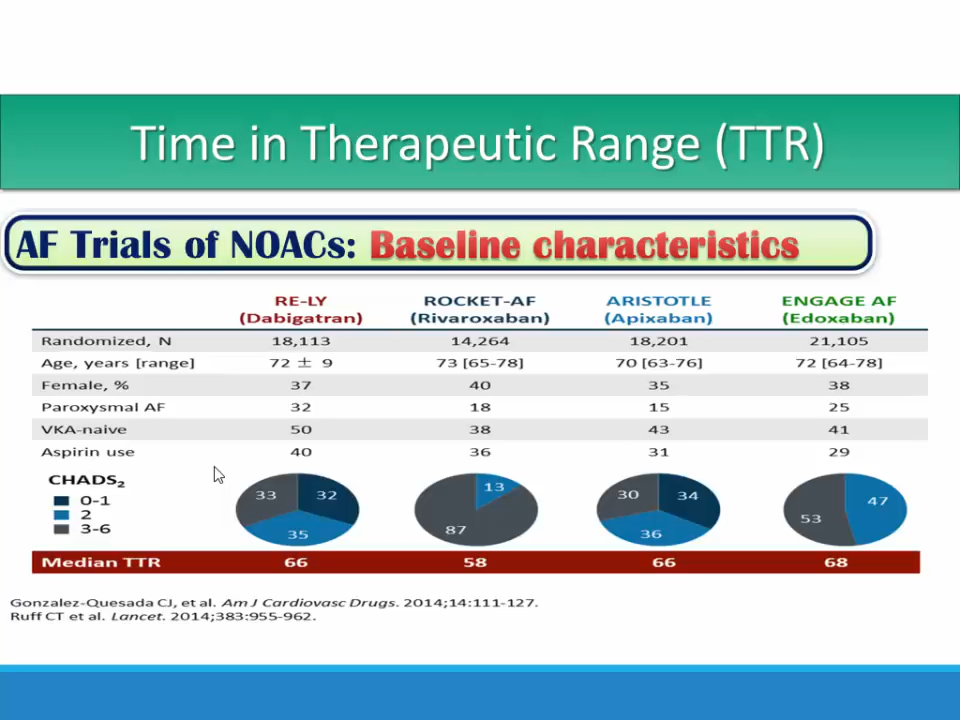 Time in Therapeutic Range (TTR)
AF Trials of NOACs: Baseline characteristics
RE-LY (Dabigatran) ROCKET-AF (Rivaroxaban) ARISTOTLE (Apixaban) ENGAGE AF (Edoxaban)
Randomized, N 18,113 14,264 18,201 21,105
Age, years [range] 72 ± 9 73 [65-78] 70 [63-76] 72 [64-78]
Female, % 37 40 35 38
Paroxysmal AF 32 18 15 25
VKA-naive 50 38 43 41
Aspirin use 40 36 31 29
CHADS₂
0-1
2
3-6
33 32 35
13 87
30 34 36
47 53
Median TTR 66 58 66 68
Gonzalez-Quesada CJ, et al. Am J Cardiovasc Drugs. 2014;14:111-127.
Ruff CT et al. Lancet. 2014;383:955-962.